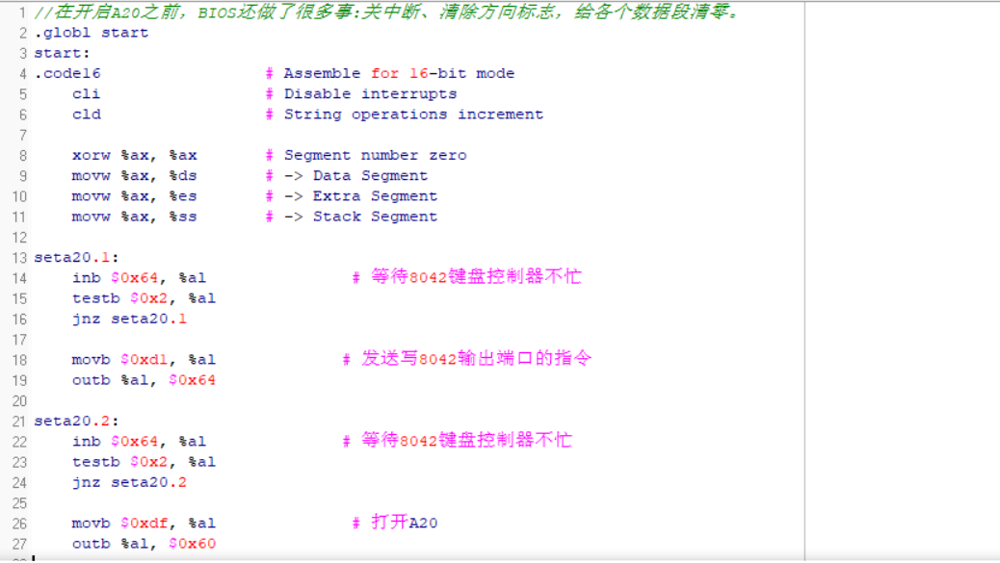 1 //在开启A20之前，BIOS还做了很多事:关中断、清除方向标志，给各个数据段清零。
2 .globl start
3 start:
4 .code16 # Assemble for 16-bit mode
5 cli # Disable interrupts
6 cld # String operations increment
7
8 xorw %ax, %ax # Segment number zero
9 movw %ax, %ds # -> Data Segment
10 movw %ax, %es # -> Extra Segment
11 movw %ax, %ss # -> Stack Segment
12
13 seta20.1:
14 inb $0x64, %al # 等待8042键盘控制器不忙
15 testb $0x2, %al
16 jnz seta20.1
17
18 movb $0xd1, %al # 发送写8042输出端口的指令
19 outb %al, $0x64
20
21 seta20.2:
22 inb $0x64, %al # 等待8042键盘控制器不忙
23 testb $0x2, %al
24 jnz seta20.2
25
26 movb $0xdf, %al # 打开A20
27 outb %al, $0x60